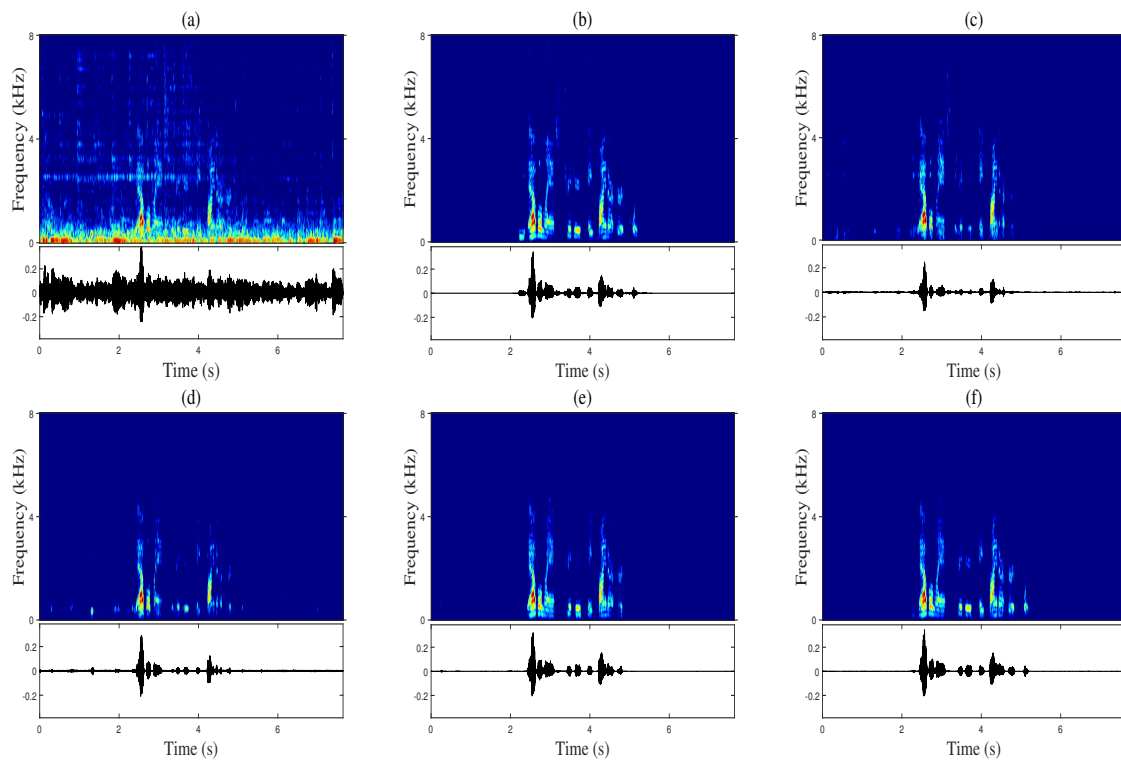 (a) (b) (c)
8 8 8
Frequency (kHz) Frequency (kHz) Frequency (kHz)
4 4 4
0 0 0
0.2 0.2 0.2
0 0 0
-0.2 -0.2 -0.2
0 2 4 6 0 2 4 6 0 2 4 6
Time (s) Time (s) Time (s)
(d) (e) (f)
8 8 8
Frequency (kHz) Frequency (kHz) Frequency (kHz)
4 4 4
0 0 0
0.2 0.2 0.2
0 0 0
-0.2 -0.2 -0.2
0 2 4 6 0 2 4 6 0 2 4 6
Time (s) Time (s) Time (s)